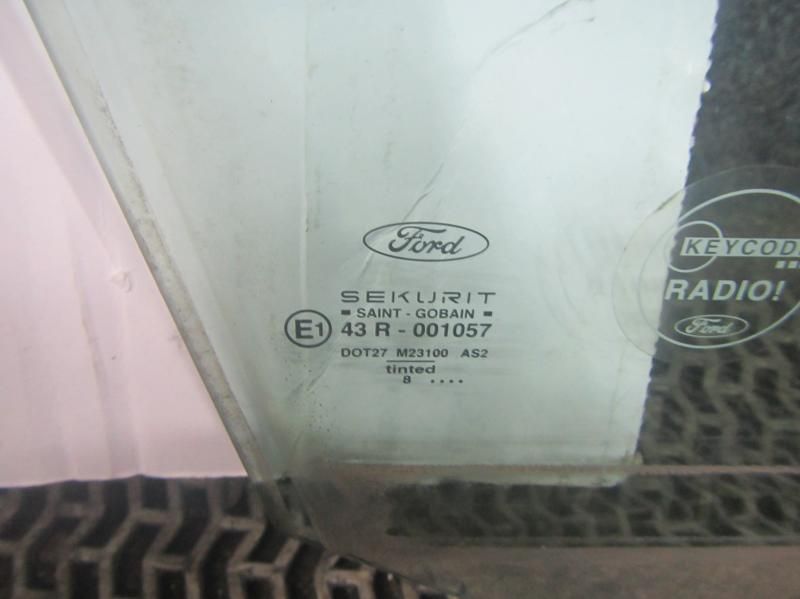 Ford
SEKURIT
SAINT - GOBAIN
E1 43 R - 001057
DOT27 M23100 AS2
tinted
8 ....
KEYCOD
RADIO!
Ford